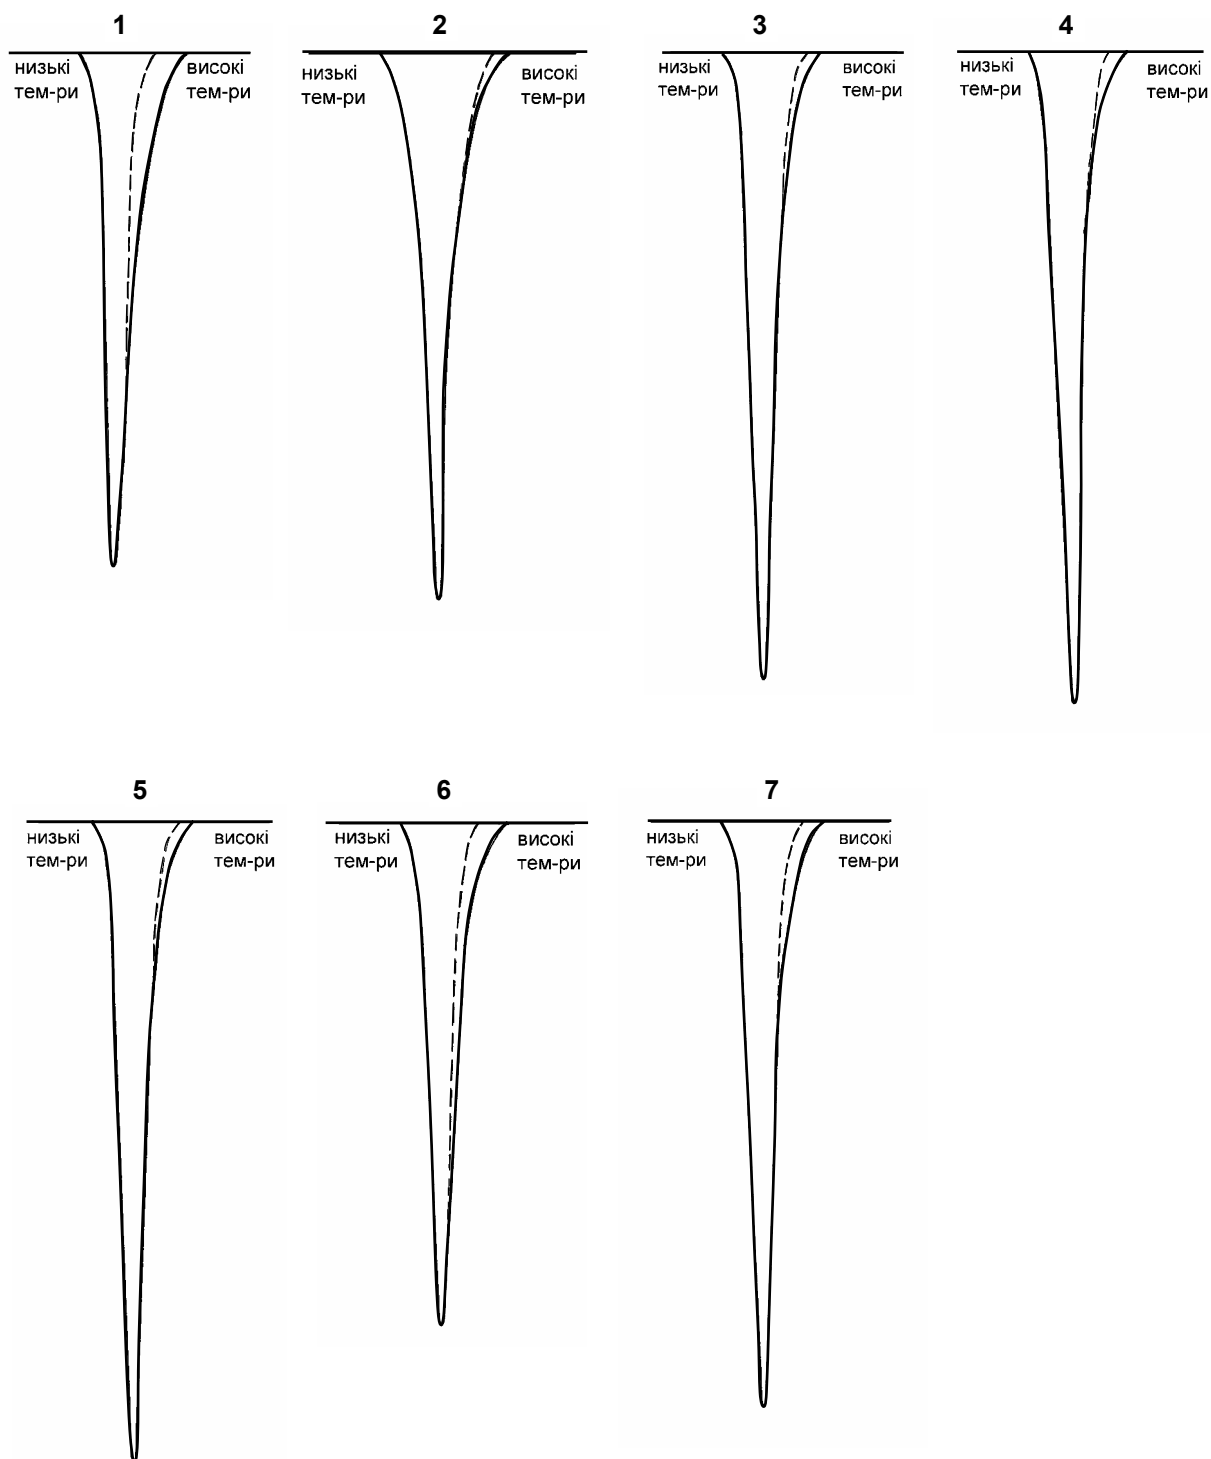 1
низькі
тем-ри
високі
тем-ри
2
низькі
тем-ри
високі
тем-ри
3
низькі
тем-ри
високі
тем-ри
4
низькі
тем-ри
високі
тем-ри
5
низькі
тем-ри
високі
тем-ри
6
низькі
тем-ри
високі
тем-ри
7
низькі
тем-ри
високі
тем-ри